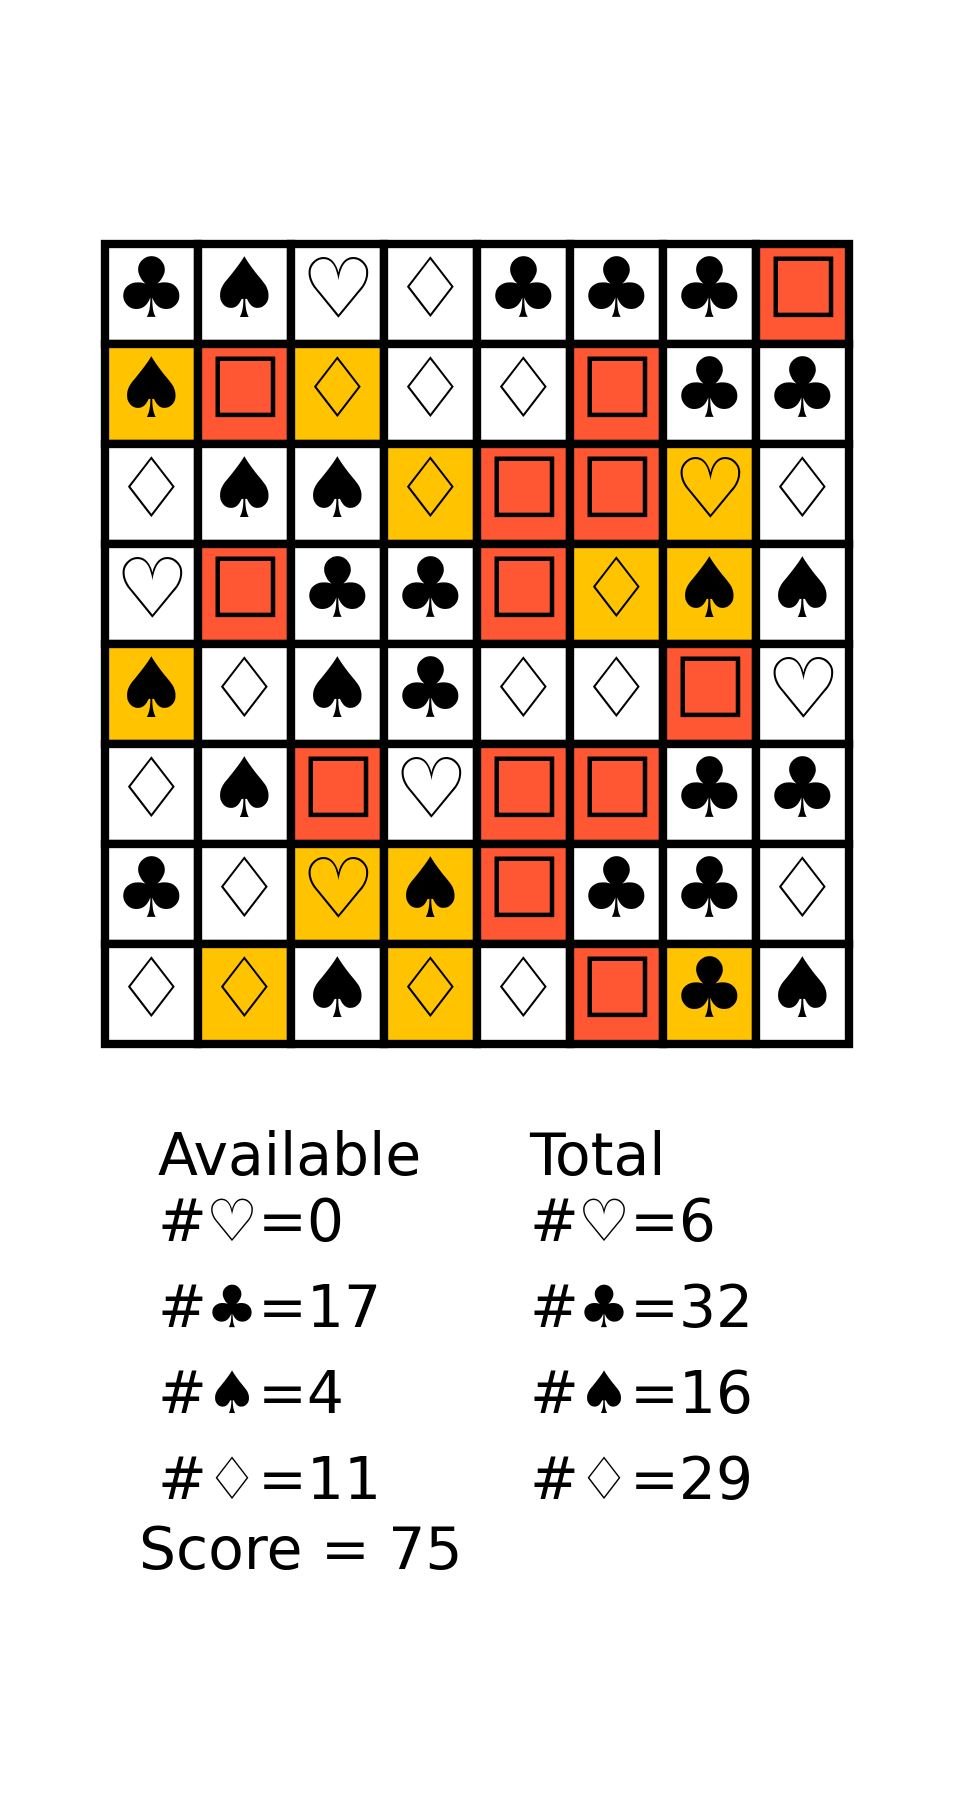 ♣ ♠ ♡ ♢ ♣ ♣ ♣ □
♠ □ ♢ ♢ ♢ □ ♣ ♣
♢ ♠ ♠ ♢ □ □ ♡ ♢
♡ □ ♣ ♣ □ ♢ ♠ ♠
♠ ♢ ♠ ♣ ♢ ♢ □ ♡
♢ ♠ □ ♡ □ □ ♣ ♣
♣ ♢ ♡ ♠ □ ♣ ♣ ♢
♢ ♢ ♠ ♢ ♢ □ ♣ ♠
Available Total
#♡=0 #♡=6
#♣=17 #♣=32
#♠=4 #♠=16
#♢=11 #♢=29
Score = 75